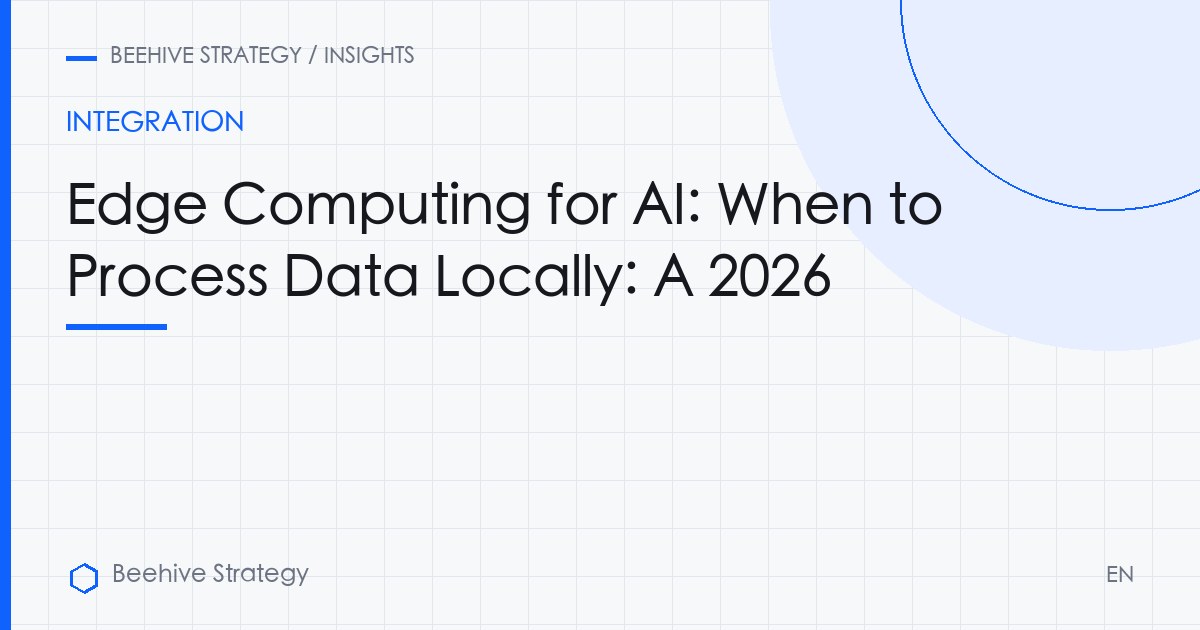 BEEHIVE STRATEGY / INSIGHTS
INTEGRATION
Edge Computing for AI: When to
Process Data Locally: A 2026
Beehive Strategy
EN